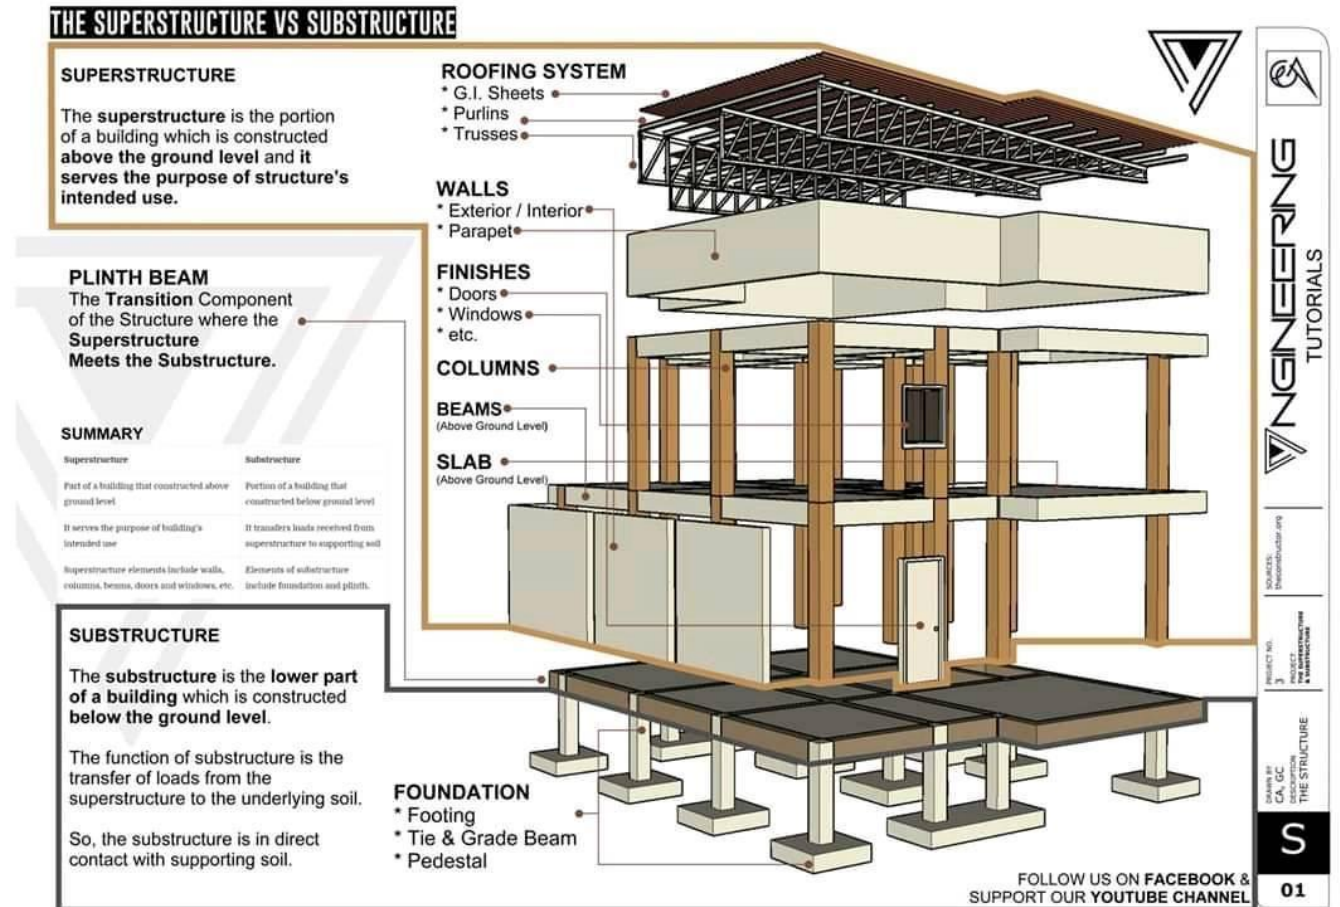 THE SUPERSTRUCTURE VS SUBSTRUCTURE
SUPERSTRUCTURE
The superstructure is the portion
of a building which is constructed
above the ground level and it
serves the purpose of structure's
intended use.
PLINTH BEAM
The Transition Component
of the Structure where the
Superstructure
Meets the Substructure.
SUMMARY
Superstructure
Substructure
Part of a building that constructed above
ground level
Portion of a building that
constructed below ground level
It serves the purpose of building's
intended use
It transfers loads received from
superstructure to supporting soil
Superstructure elements include walls,
columns, beams, doors and windows, etc.
Elements of substructure
include foundation and plinth.
SUBSTRUCTURE
The substructure is the lower part
of a building which is constructed
below the ground level.
The function of substructure is the
transfer of loads from the
superstructure to the underlying soil.
So, the substructure is in direct
contact with supporting soil.
ROOFING SYSTEM
* G.I. Sheets
* Purlins
* Trusses
WALLS
* Exterior / Interior
* Parapet
FINISHES
* Doors
* Windows
* etc.
COLUMNS
BEAMS
(Above Ground Level)
SLAB
(Above Ground Level)
FOUNDATION
* Footing
* Tie & Grade Beam
* Pedestal
FOLLOW US ON FACEBOOK &
SUPPORT OUR YOUTUBE CHANNEL
NGINEERING
TUTORIALS
SOURCES:
theconstructor.org
PROJECT NO.
3
PROJECT
THE SUPERSTRUCTURE
& SUBSTRUCTURE
DRAWN BY
CA, GC
DESCRIPTION
THE STRUCTURE
S
01